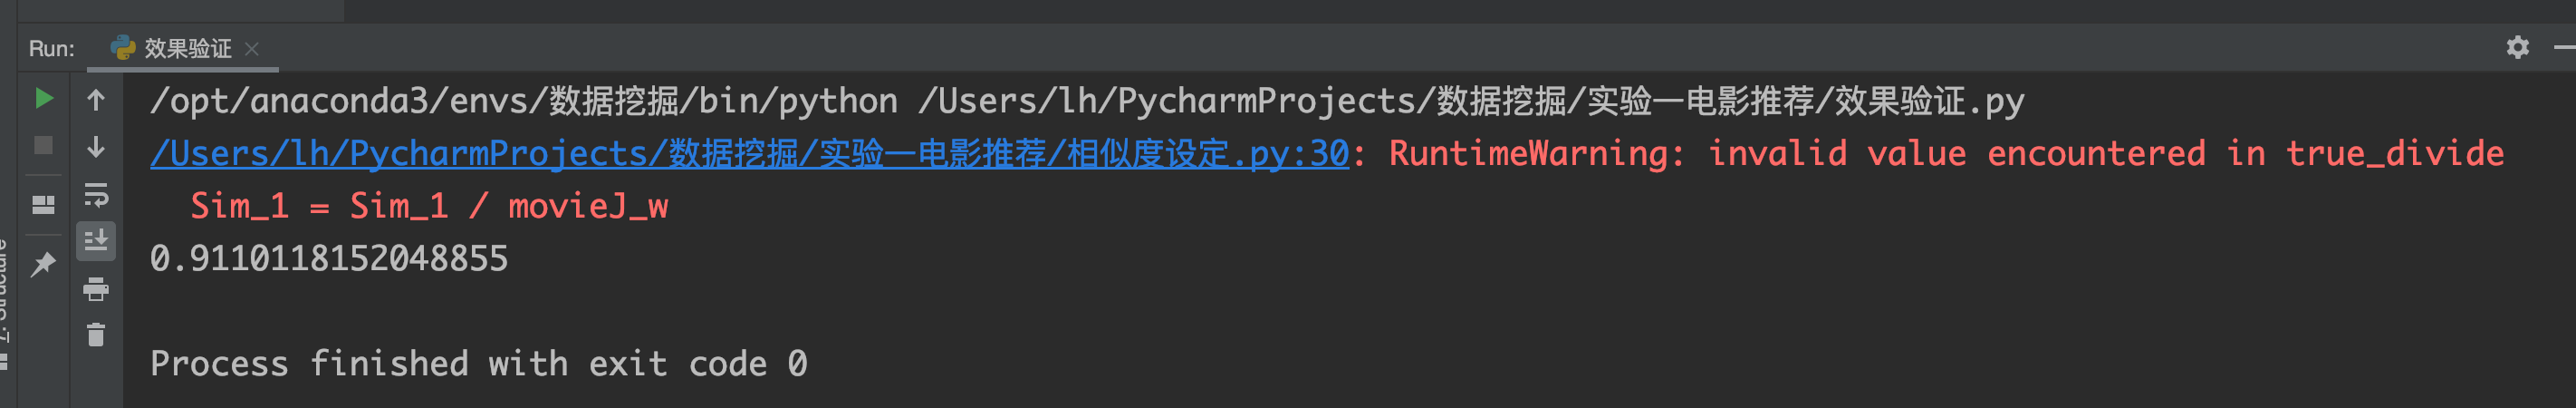 Run: 效果验证
/opt/anaconda3/envs/数据挖掘/bin/python /Users/lh/PycharmProjects/数据挖掘/实验一电影推荐/效果验证.py
/Users/lh/PycharmProjects/数据挖掘/实验一电影推荐/相似度设定.py:30: RuntimeWarning: invalid value encountered in true_divide
Sim_1 = Sim_1 / movieJ_w
0.9110118152048855
Process finished with exit code 0
7: Structure